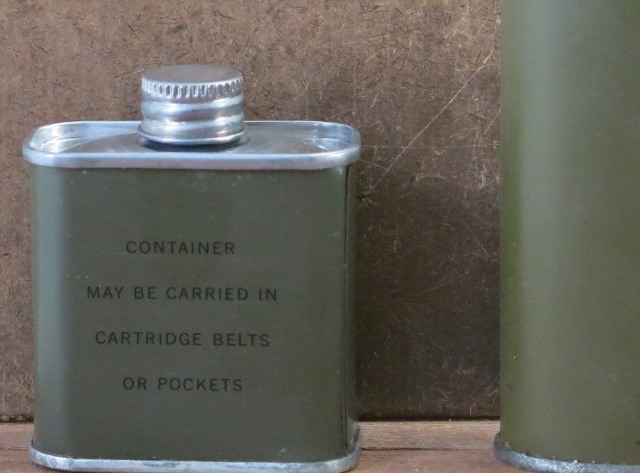 CONTAINER
MAY BE CARRIED IN
CARTRIDGE BELTS
OR POCKETS